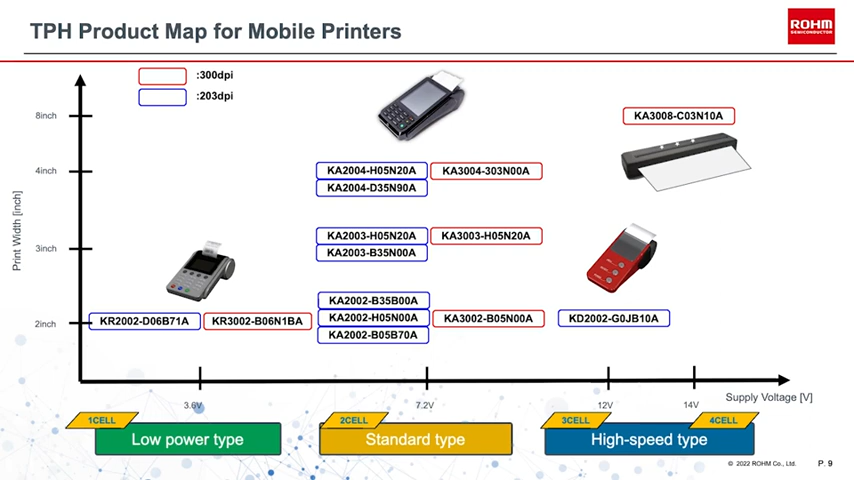 TPH Product Map for Mobile Printers
ROHM
SEMICONDUCTOR
:300dpi
:203dpi
Print Width [inch]
8inch
KA3008-C03N10A
4inch
KA2004-H05N20A KA3004-303N00A
KA2004-D35N90A
3inch
KA2003-H05N20A KA3003-H05N20A
KA2003-B35N00A
2inch
KR2002-D06B71A KR3002-B06N1BA
KA2002-B35B00A
KA2002-H05N00A KA3002-B05N00A
KA2002-B05B70A
KD2002-G0JB10A
Supply Voltage [V]
3.6V 7.2V 12V 14V
1CELL 2CELL 3CELL 4CELL
Low power type Standard type High-speed type
© 2022 ROHM Co., Ltd. P. 9